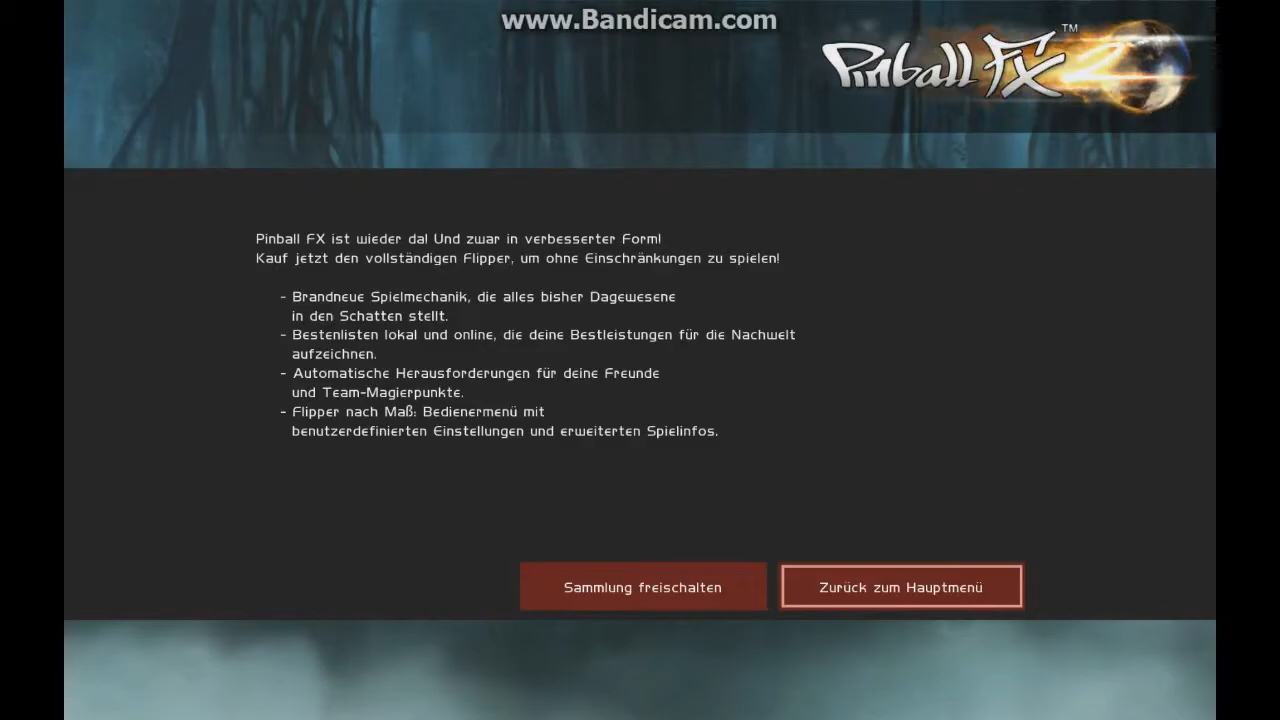 www.Bandicam.com
Pinball FX 2 ™
Pinball FX ist wieder da! Und zwar in verbesserter Form!
Kauf jetzt den vollständigen Flipper, um ohne Einschränkungen zu spielen!
- Brandneue Spielmechanik, die alles bisher Dagewesene
in den Schatten stellt.
- Bestenlisten lokal und online, die deine Bestleistungen für die Nachwelt
aufzeichnen.
- Automatische Herausforderungen für deine Freunde
und Team-Magierpunkte.
- Flipper nach Maß: Bedienermenü mit
benutzerdefinierten Einstellungen und erweiterten Spielinfos.
Sammlung freischalten
Zurück zum Hauptmenü